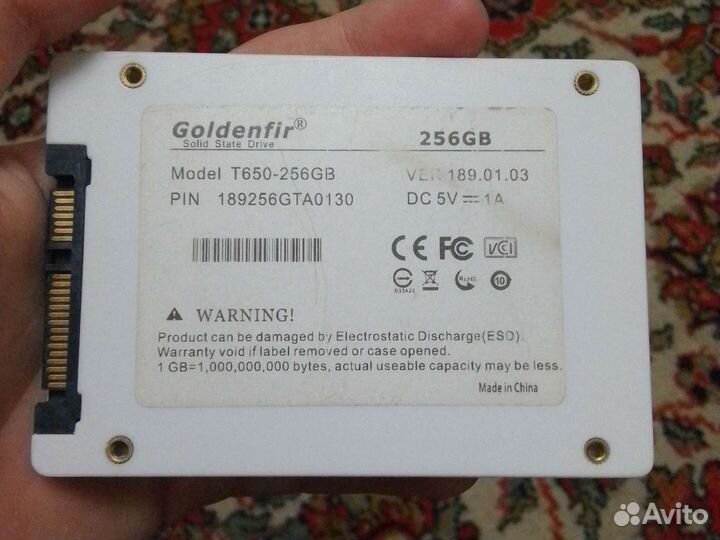 Goldenfir®
Solid State Drive
256GB
Model T650-256GB
VER 189.01.03
PIN 189256GTA0130
DC 5V⎓1A
CE FC VCI
RoHS 10
WARNING!
Product can be damaged by Electrostatic Discharge(ESD).
Warranty void if label removed or case opened.
1 GB=1,000,000,000 bytes, actual useable capacity may be less.
Made in China
Avito